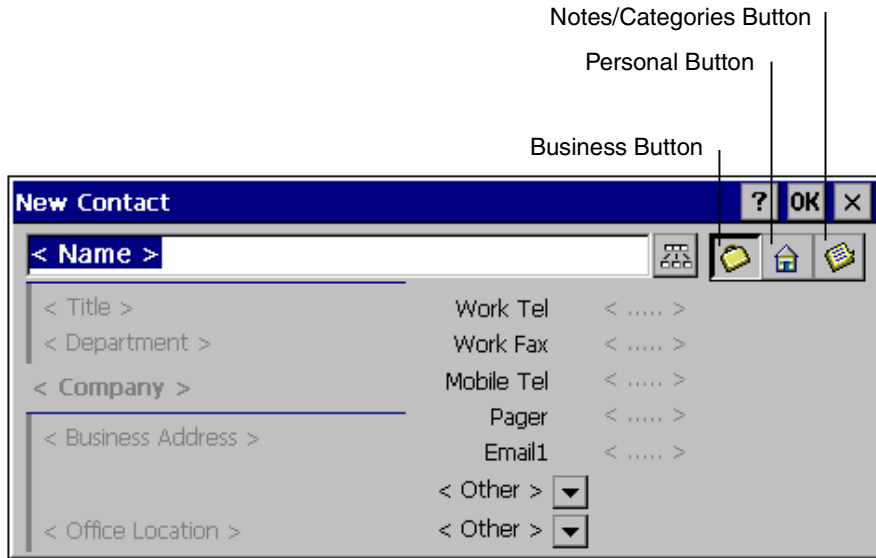 Notes/Categories Button
Personal Button
Business Button
New Contact ? OK ×
< Name >
< Title > Work Tel < ..... >
< Department > Work Fax < ..... >
< Company > Mobile Tel < ..... >
Pager < ..... >
< Business Address > Email1 < ..... >
< Other >
< Office Location > < Other >